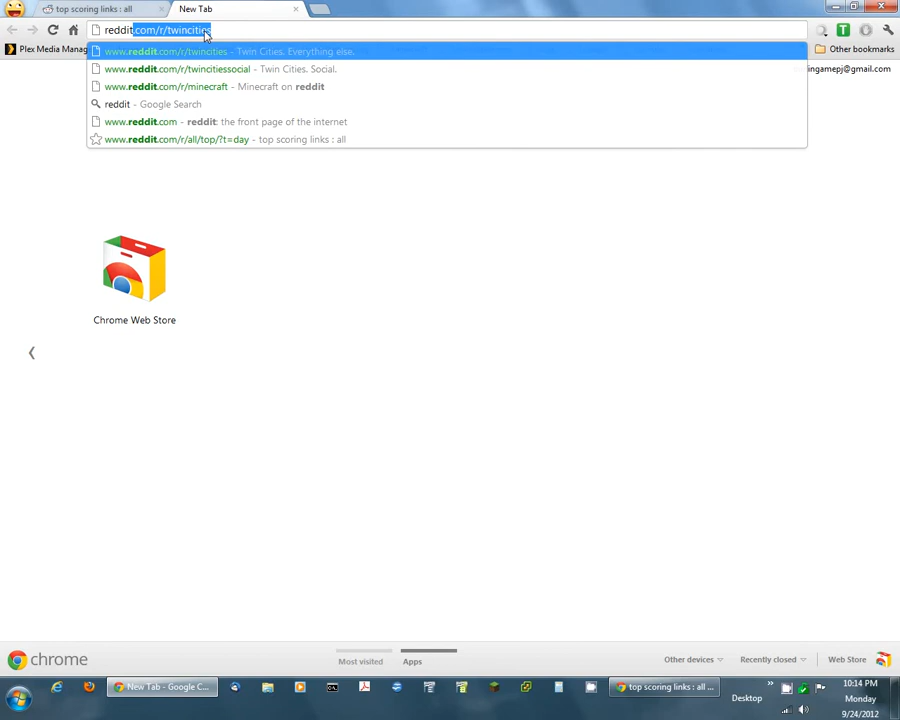 top scoring links : all
New Tab
reddit.com/r/twincities
www.reddit.com/r/twincities - Twin Cities. Everything else.
www.reddit.com/r/twincitiessocial - Twin Cities. Social.
www.reddit.com/r/minecraft - Minecraft on reddit
reddit - Google Search
www.reddit.com - reddit: the front page of the internet
www.reddit.com/r/all/top/?t=day - top scoring links : all
Plex Media Manag
Other bookmarks
ingamepj@gmail.com
Chrome Web Store
chrome
Most visited
Apps
Other devices
Recently closed
Web Store
New Tab - Google C...
top scoring links : all ...
Desktop
10:14 PM
Monday
9/24/2012